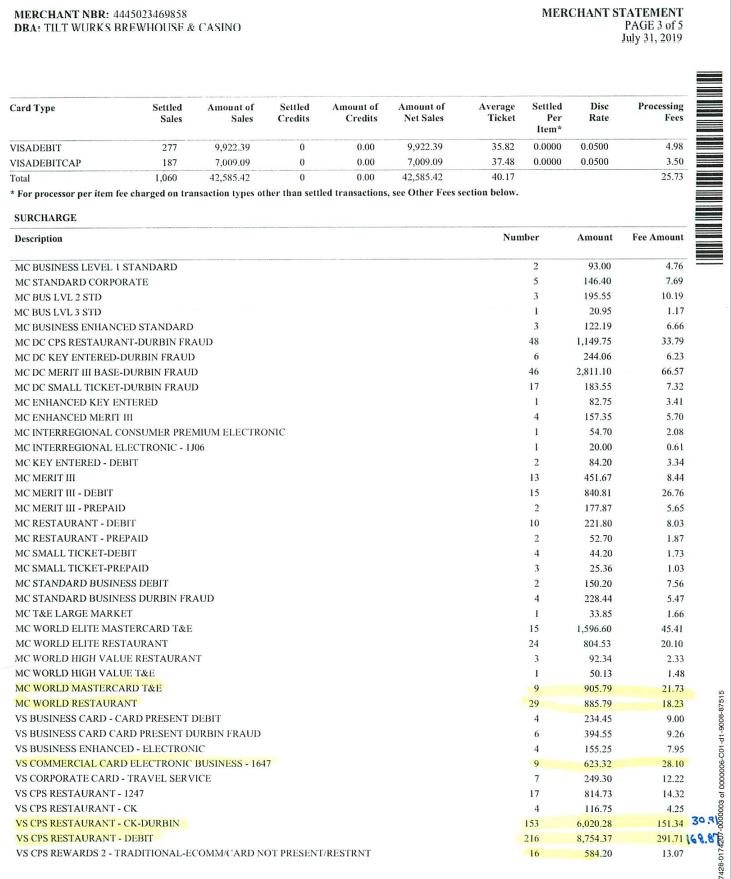 MERCHANT NBR: 4445023469858
DBA: TILT WURKS BREWHOUSE & CASINO
MERCHANT STATEMENT
PAGE 3 of 5
July 31, 2019
Card Type Settled Sales Amount of Sales Settled Credits Amount of Credits Amount of Net Sales Average Ticket Settled Per Item* Disc Rate Processing Fees
VISADEBIT 277 9,922.39 0 0.00 9,922.39 35.82 0.0000 0.0500 4.98
VISADEBITCAP 187 7,009.09 0 0.00 7,009.09 37.48 0.0000 0.0500 3.50
Total 1,060 42,585.42 0 0.00 42,585.42 40.17 25.73
* For processor per item fee charged on transaction types other than settled transactions, see Other Fees section below.
SURCHARGE
Description Number Amount Fee Amount
MC BUSINESS LEVEL 1 STANDARD 2 93.00 4.76
MC STANDARD CORPORATE 5 146.40 7.69
MC BUS LVL 2 STD 3 195.55 10.19
MC BUS LVL 3 STD 1 20.95 1.17
MC BUSINESS ENHANCED STANDARD 3 122.19 6.66
MC DC CPS RESTAURANT-DURBIN FRAUD 48 1,149.75 33.79
MC DC KEY ENTERED-DURBIN FRAUD 6 244.06 6.23
MC DC MERIT III BASE-DURBIN FRAUD 46 2,811.10 66.57
MC DC SMALL TICKET-DURBIN FRAUD 17 183.55 7.32
MC ENHANCED KEY ENTERED 1 82.75 3.41
MC ENHANCED MERIT III 4 157.35 5.70
MC INTERREGIONAL CONSUMER PREMIUM ELECTRONIC 1 54.70 2.08
MC INTERREGIONAL ELECTRONIC - 1J06 1 20.00 0.61
MC KEY ENTERED - DEBIT 2 84.20 3.34
MC MERIT III 13 451.67 8.44
MC MERIT III - DEBIT 15 840.81 26.76
MC MERIT III - PREPAID 2 177.87 5.65
MC RESTAURANT - DEBIT 10 221.80 8.03
MC RESTAURANT - PREPAID 2 52.70 1.87
MC SMALL TICKET-DEBIT 4 44.20 1.73
MC SMALL TICKET-PREPAID 3 25.36 1.03
MC STANDARD BUSINESS DEBIT 2 150.20 7.56
MC STANDARD BUSINESS DURBIN FRAUD 4 228.44 5.47
MC T&E LARGE MARKET 1 33.85 1.66
MC WORLD ELITE MASTERCARD T&E 15 1,596.60 45.41
MC WORLD ELITE RESTAURANT 24 804.53 20.10
MC WORLD HIGH VALUE RESTAURANT 3 92.34 2.33
MC WORLD HIGH VALUE T&E 1 50.13 1.48
MC WORLD MASTERCARD T&E 9 905.79 21.73
MC WORLD RESTAURANT 29 885.79 18.23
VS BUSINESS CARD - CARD PRESENT DEBIT 4 234.45 9.00
VS BUSINESS CARD CARD PRESENT DURBIN FRAUD 6 394.55 9.26
VS BUSINESS ENHANCED - ELECTRONIC 4 155.25 7.95
VS COMMERCIAL CARD ELECTRONIC BUSINESS - 1647 9 623.32 28.10
VS CORPORATE CARD - TRAVEL SERVICE 7 249.30 12.22
VS CPS RESTAURANT - 1247 17 814.73 14.32
VS CPS RESTAURANT - CK 4 116.75 4.25
VS CPS RESTAURANT - CK-DURBIN 153 6,020.28 151.34 30.91
VS CPS RESTAURANT - DEBIT 216 8,754.37 291.71 168.87
VS CPS REWARDS 2 - TRADITIONAL-ECOMM/CARD NOT PRESENT/RESTRNT 16 584.20 13.07